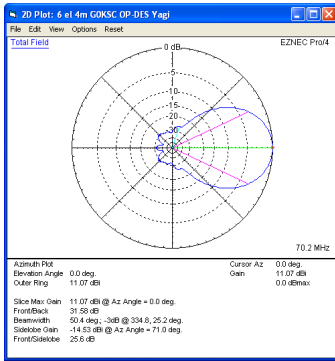 2D Plot: 6 el 4m G0KSC OP-DES Yagi
File Edit View Options Reset
Total Field
EZNEC Pro/4
0 dB
-5
-10
-15
-20
-30
70.2 MHz
Azimuth Plot
Elevation Angle 0.0 deg.
Outer Ring 11.07 dBi
Cursor Az 0.0 deg.
Gain 11.07 dBi
0.0 dBmax
Slice Max Gain 11.07 dBi @ Az Angle = 0.0 deg.
Front/Back 31.58 dB
Beamwidth 50.4 deg.; -3dB @ 334.8, 25.2 deg.
Sidelobe Gain -14.53 dBi @ Az Angle = 71.0 deg.
Front/Sidelobe 25.6 dB